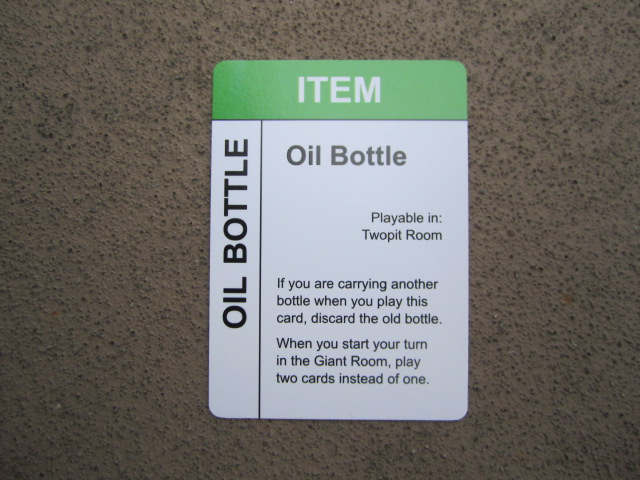 ITEM
OIL BOTTLE
Oil Bottle
Playable in:
Twopit Room
If you are carrying another
bottle when you play this
card, discard the old bottle.
When you start your turn
in the Giant Room, play
two cards instead of one.